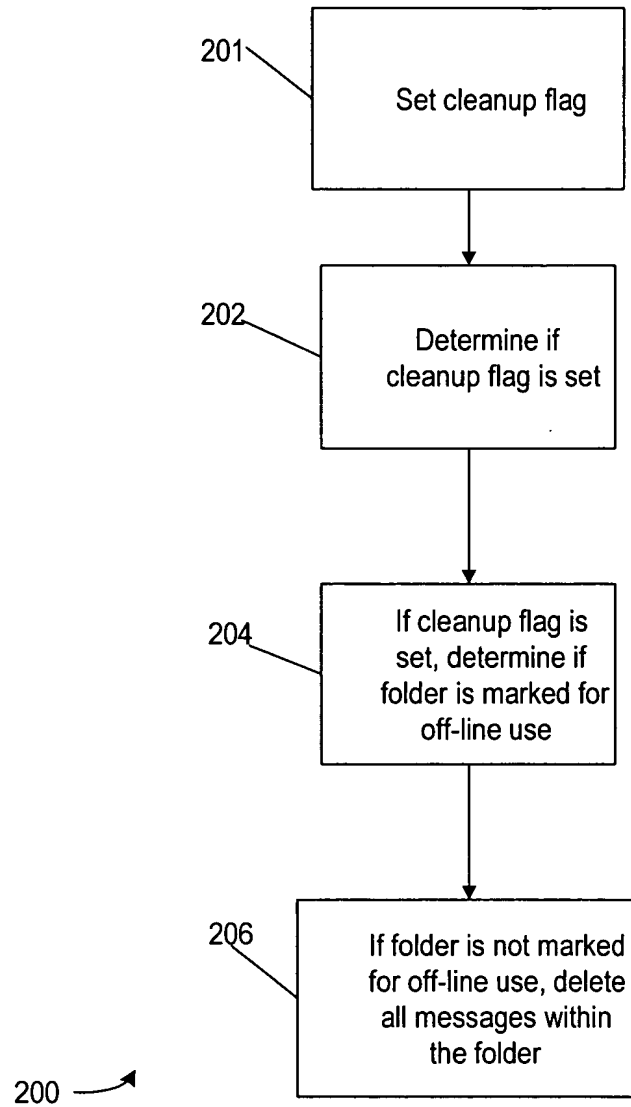 201
Set cleanup flag
202
Determine if
cleanup flag is set
204
If cleanup flag is
set, determine if
folder is marked for
off-line use
206
If folder is not marked
for off-line use, delete
all messages within
the folder
200